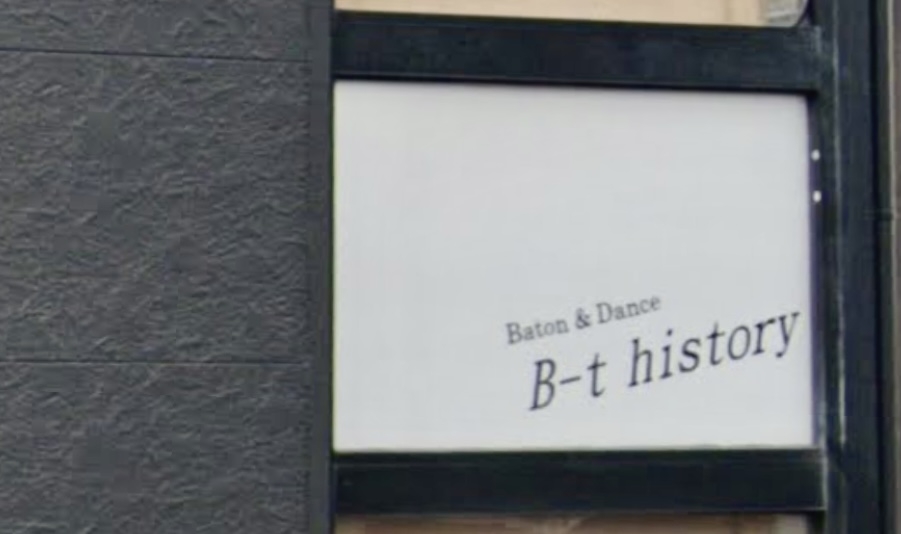 Baton & Dance
B-t history